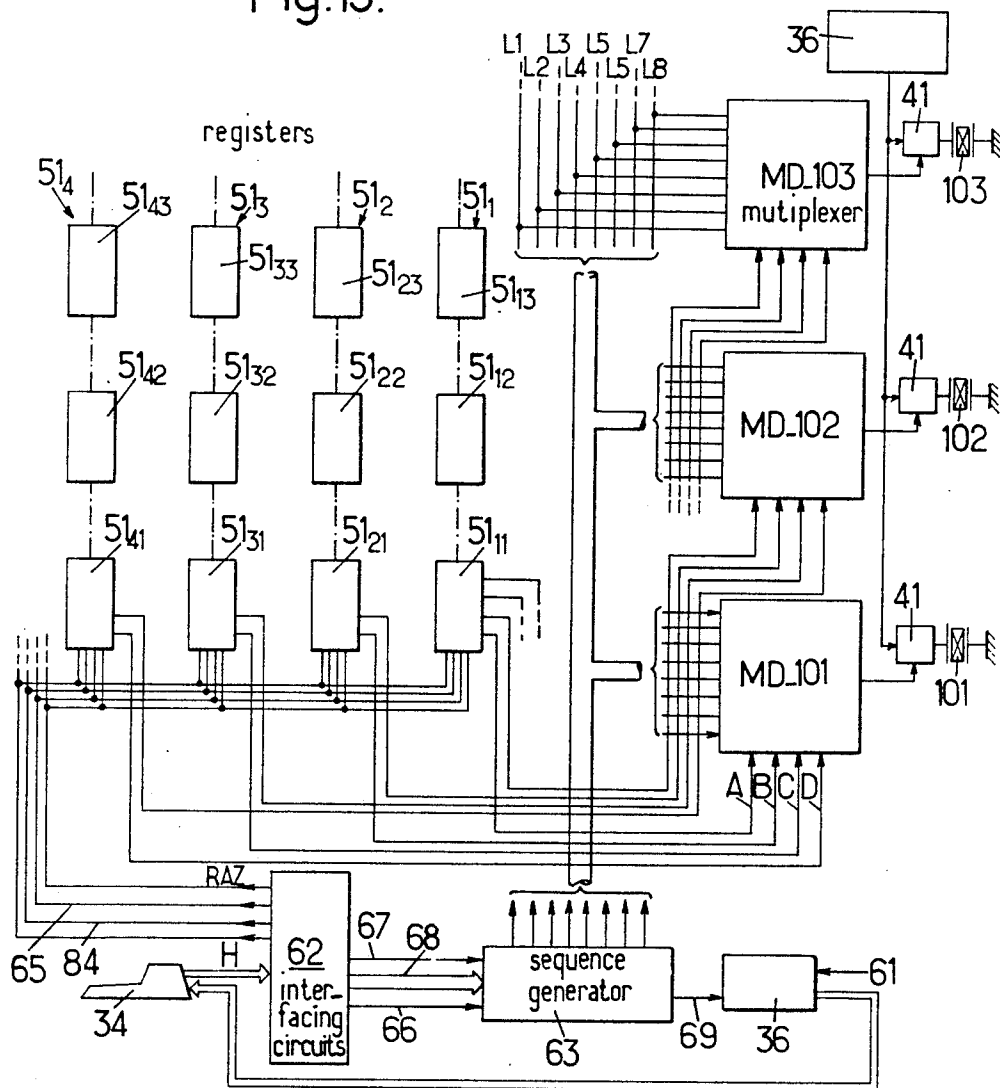 Fig.13.
L1 L3 L5 L7
L2 L4 L5 L8
36
41
registers
MD_103
mutiplexer
103
51₄ 51₄₃ 51₃ 51₃₃ 51₂ 51₂₃ 51₁ 51₁₃
41
51₄₂ 51₃₂ 51₂₂ 51₁₂
MD_102
102
51₄₁ 51₃₁ 51₂₁ 51₁₁
41
MD_101
101
A B C D
RAZ
65 84 H
62
inter-
facing
circuits
67 68
66
sequence
generator
63
69
61
36
34